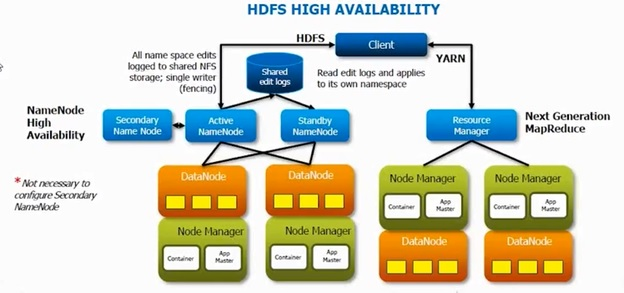 HDFS HIGH AVAILABILITY
HDFS
Client
YARN
All name space edits
logged to shared NFS
storage; single writer
(fencing)
Shared
edit logs
Read edit logs and applies
to its own namespace
NameNode
High
Availability
Secondary
Name Node
Active
NameNode
Standby
NameNode
Resource
Manager
Next Generation
MapReduce
*Not necessary to
configure Secondary
NameNode
DataNode
DataNode
Node Manager
Container
App
Master
Node Manager
Container
App
Master
Node Manager
Container
App
Master
Node Manager
Container
App
Master
DataNode
DataNode